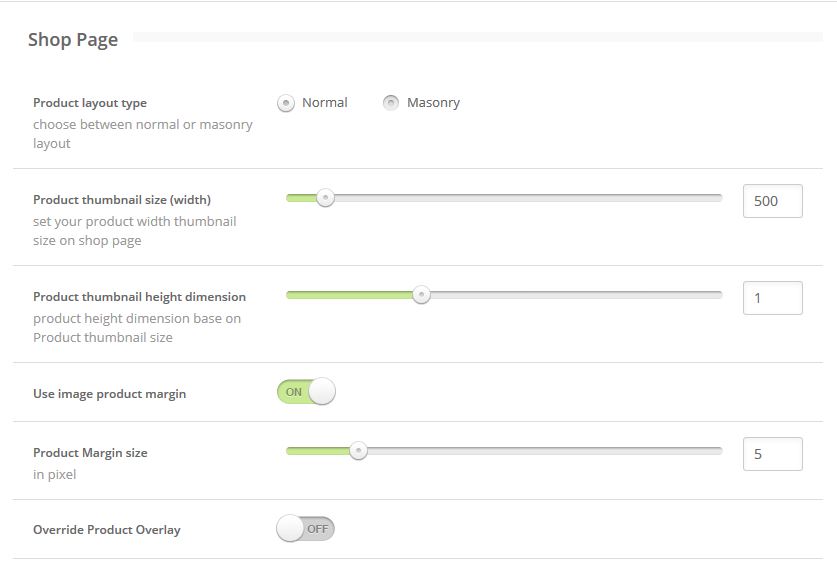 Shop Page
Product layout type
Normal
Masonry
choose between normal or masonry
layout
Product thumbnail size (width)
500
set your product width thumbnail
size on shop page
Product thumbnail height dimension
1
product height dimension base on
Product thumbnail size
Use image product margin
ON
Product Margin size
5
in pixel
Override Product Overlay
OFF